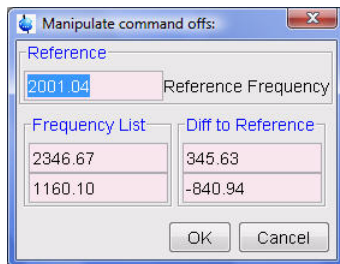 Manipulate command offs:
Reference
2001.04 Reference Frequency
Frequency List Diff to Reference
2346.67 345.63
1160.10 -840.94
OK Cancel